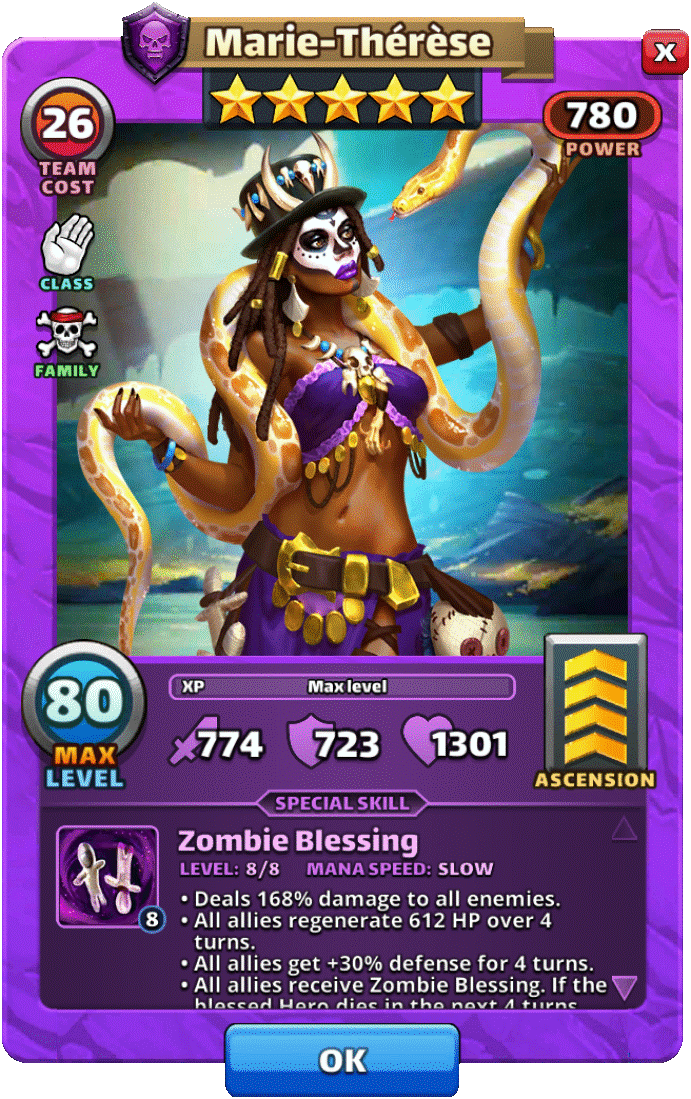 Marie-Thérèse
X
26
TEAM
COST
780
POWER
CLASS
FAMILY
80
MAX
LEVEL
XP Max level
774 723 1301
ASCENSION
SPECIAL SKILL
Zombie Blessing
LEVEL: 8/8 MANA SPEED: SLOW
8
• Deals 168% damage to all enemies.
• All allies regenerate 612 HP over 4
turns.
• All allies get +30% defense for 4 turns.
• All allies receive Zombie Blessing. If the
blessed Hero dies in the next 4 turns
OK